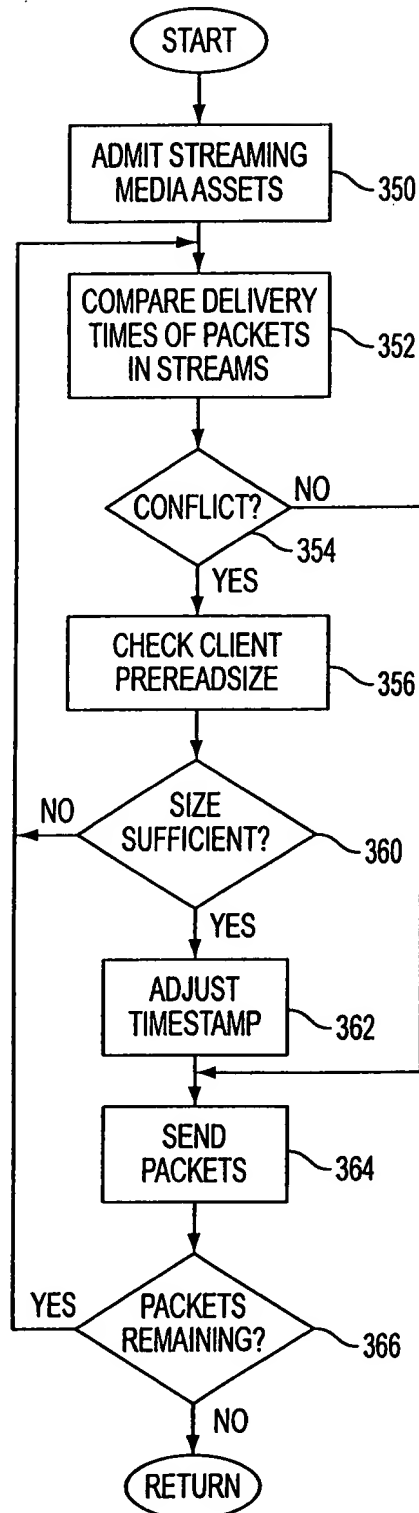 START
ADMIT STREAMING
MEDIA ASSETS
350
COMPARE DELIVERY
TIMES OF PACKETS
IN STREAMS
352
CONFLICT?
NO
354
YES
CHECK CLIENT
PREREADSIZE
356
NO
SIZE
SUFFICIENT?
360
YES
ADJUST
TIMESTAMP
362
SEND
PACKETS
364
YES
PACKETS
REMAINING?
366
NO
RETURN